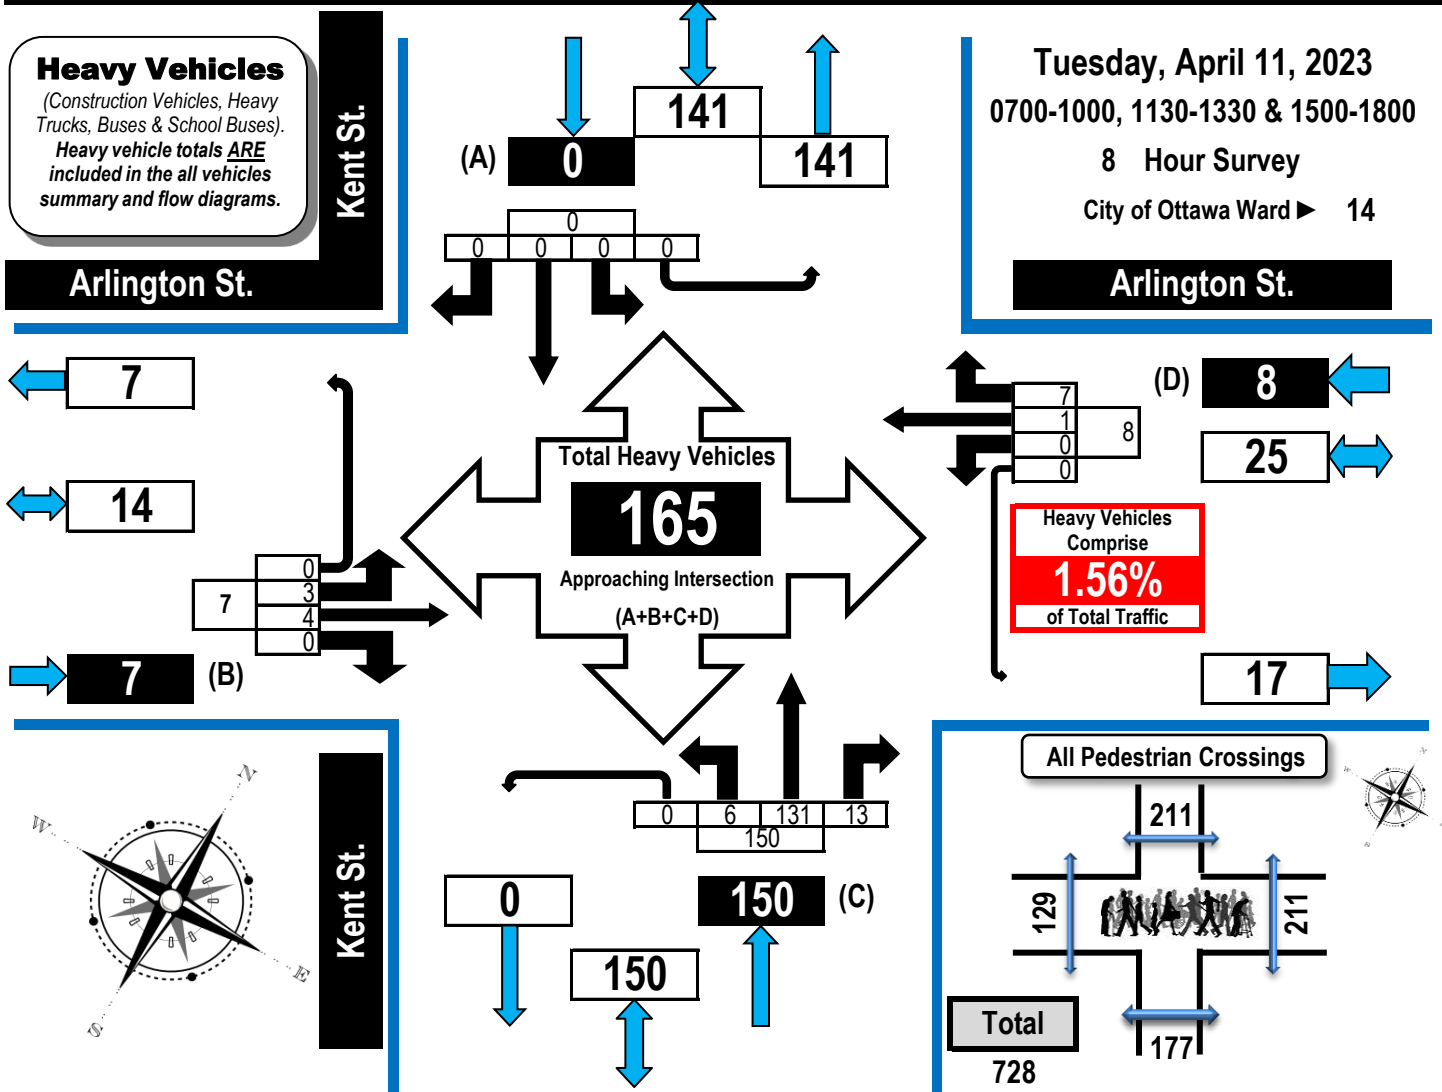 Heavy Vehicles
(Construction Vehicles, Heavy
Trucks, Buses & School Buses).
Heavy vehicle totals ARE
included in the all vehicles
summary and flow diagrams.
Kent St.
Arlington St.
141
(A) 0
141
0
0 0 0 0
Tuesday, April 11, 2023
0700-1000, 1130-1330 & 1500-1800
8 Hour Survey
City of Ottawa Ward ► 14
Arlington St.
7
14
0
3
4
0
7
7 (B)
Total Heavy Vehicles
165
Approaching Intersection
(A+B+C+D)
7
1
0
0
8
(D) 8
25
Heavy Vehicles
Comprise
1.56%
of Total Traffic
17
N
W
E
S
Kent St.
0 6 131 13
150
0
150 (C)
150
All Pedestrian Crossings
N
W
E
S
211
129
211
177
Total
728